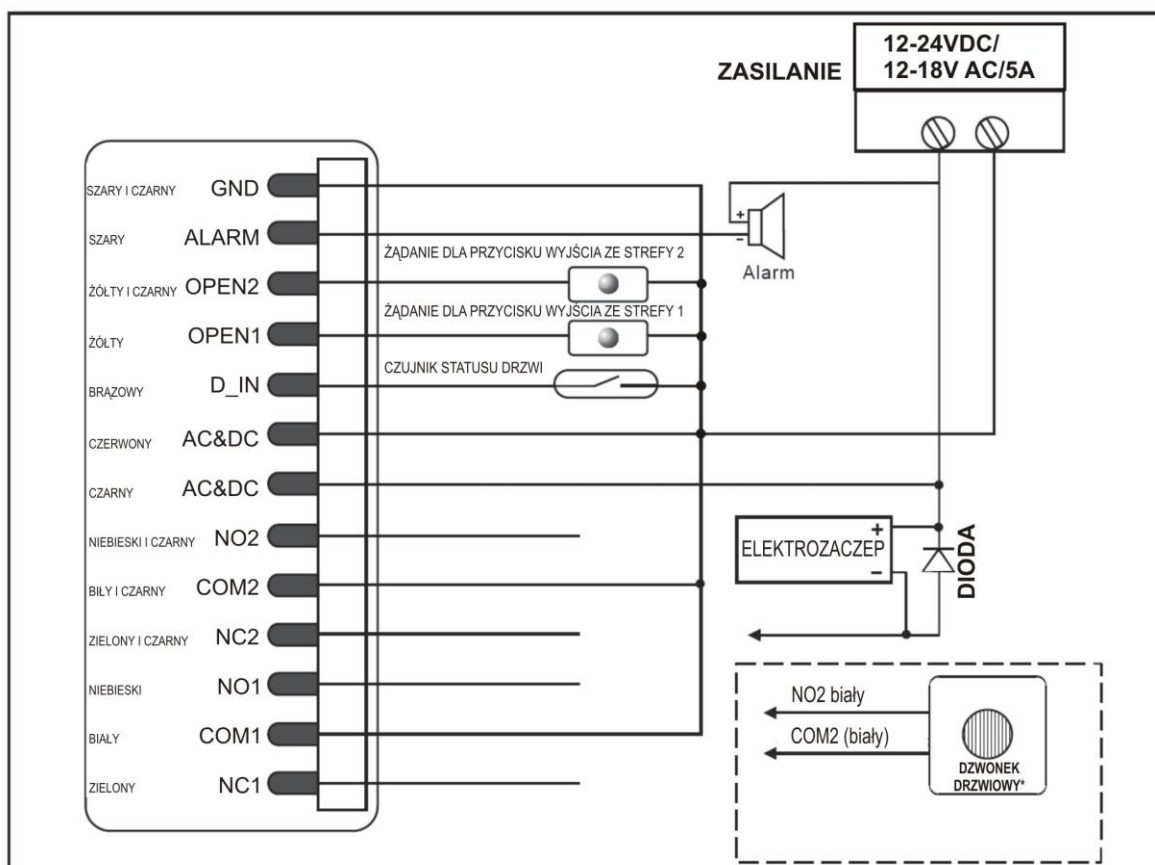 12-24VDC/
12-18V AC/5A
ZASILANIE
SZARY I CZARNY GND
SZARY ALARM
ŻĄDANIE DLA PRZYCISKU WYJŚCIA ZE STREFY 2
+
-
Alarm
ŻÓŁTY I CZARNY OPEN2
ŻĄDANIE DLA PRZYCISKU WYJŚCIA ZE STREFY 1
ŻÓŁTY OPEN1
CZUJNIK STATUSU DRZWI
BRĄZOWY D_IN
CZERWONY AC&DC
CZARNY AC&DC
NIEBIESKI I CZARNY NO2
ELEKTROZACZEP
+
-
DIODA
BIŁY I CZARNY COM2
ZIELONY I CZARNY NC2
NIEBIESKI NO1
BIAŁY COM1
ZIELONY NC1
NO2 biały
COM2 (biały)
DZWONEK
DRZWIOWY*